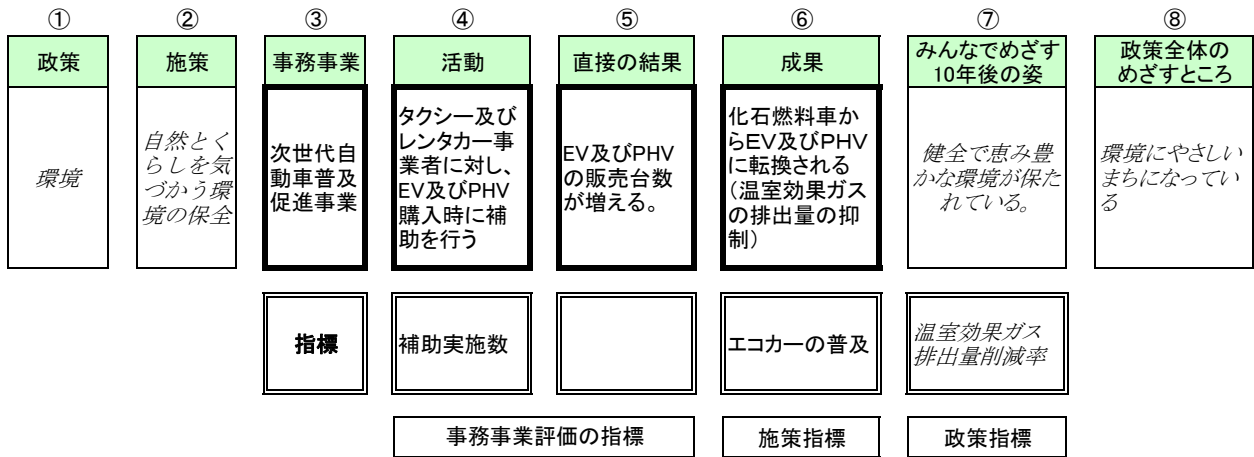 ① ② ③ ④ ⑤ ⑥ ⑦ ⑧
政策
施策
事務事業
活動
直接の結果
成果
みんなでめざす
10年後の姿
政策全体の
めざすところ
環境
自然とく
らしを気
づかう環
境の保全
次世代自
動車普及
促進事業
タクシー及び
レンタカー事
業者に対し、
EV及びPHV
購入時に補
助を行う
EV及びPHV
の販売台数
が増える。
化石燃料車か
らEV及びPHV
に転換される
(温室効果ガス
の排出量の抑
制)
健全で恵み豊
かな環境が保た
れている。
環境にやさしい
まちになってい
る
指標
補助実施数
エコカーの普及
温室効果ガス
排出量削減率
事務事業評価の指標
施策指標
政策指標